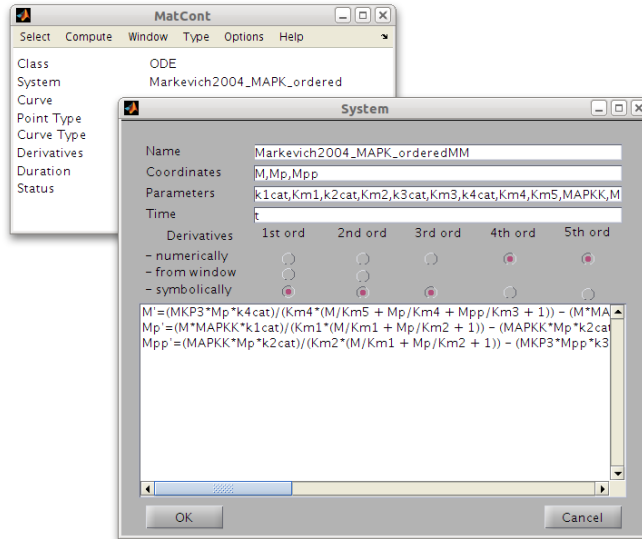 MatCont
Select Compute Window Type Options Help
Class ODE
System Markevich2004_MAPK_ordered
Curve
Point Type
Curve Type
Derivatives
Duration
Status
System
Name Markevich2004_MAPK_orderedMM
Coordinates M,Mp,Mpp
Parameters k1cat,Km1,k2cat,Km2,k3cat,Km3,k4cat,Km4,Km5,MAPKK,M
Time t
Derivatives 1st ord 2nd ord 3rd ord 4th ord 5th ord
- numerically
- from window
- symbolically
M'=(MKP3*Mp*k4cat)/(Km4*(M/Km5 + Mp/Km4 + Mpp/Km3 + 1)) - (M*MA
Mp'=(M*MAPKK*k1cat)/(Km1*(M/Km1 + Mp/Km2 + 1)) - (MAPKK*Mp*k2cat
Mpp'=(MAPKK*Mp*k2cat)/(Km2*(M/Km1 + Mp/Km2 + 1)) - (MKP3*Mpp*k3
OK Cancel